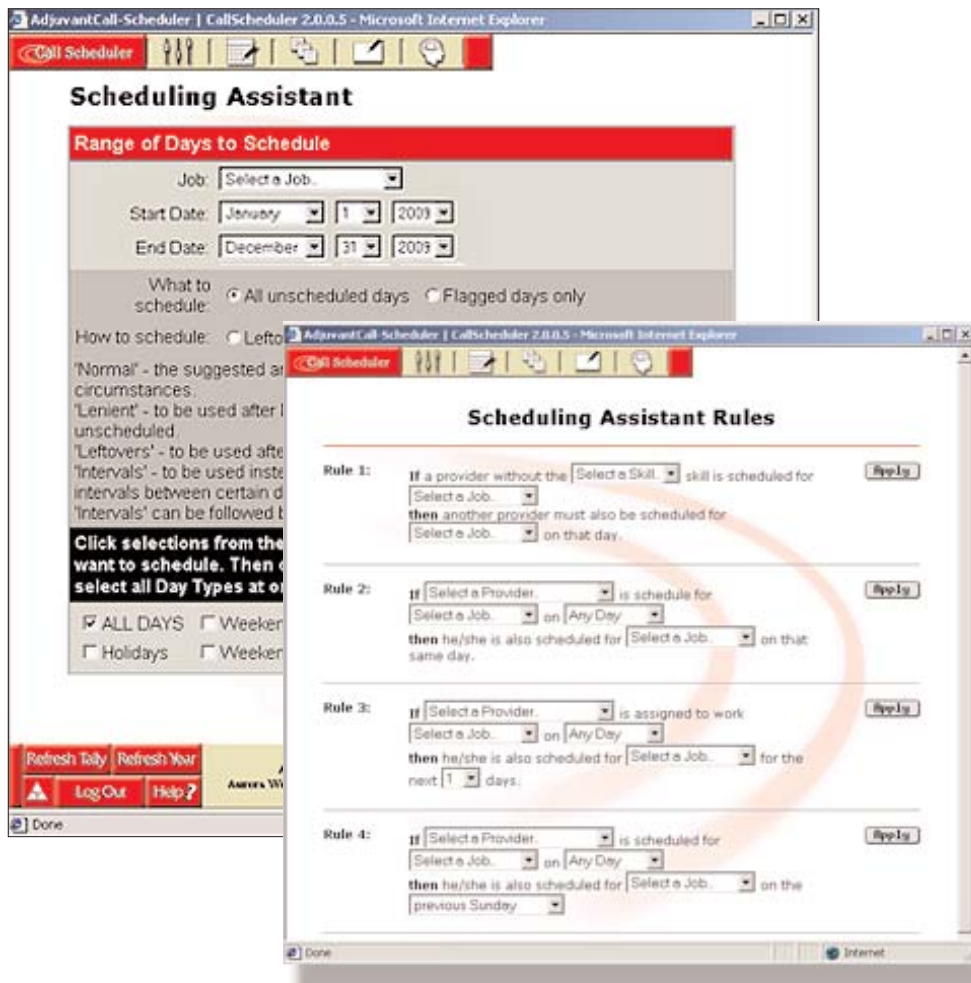 AdjuvantCall-Scheduler | CallScheduler 2.0.0.5 - Microsoft Internet Explorer
Call Scheduler
Scheduling Assistant
Range of Days to Schedule
Job: Select a Job..
Start Date: January 1 2009
End Date: December 31 2009
What to
schedule: All unscheduled days Flagged days only
How to schedule: Lefto
'Normal' - the suggested
circumstances.
'Lenient' - to be used after
unscheduled.
'Leftovers' - to be used afte
'Intervals' - to be used inste
intervals between certain d
'Intervals' can be followed
Click selections from the
want to schedule. Then
select all Day Types at
ALL DAYS Weeken
Holidays Weeken
Refresh Tally Refresh Year
Log Out Help ?
Aurora
Done
AdjuvantCall-Scheduler | CallScheduler 2.0.0.5 - Microsoft Internet Explorer
Call Scheduler
Scheduling Assistant Rules
Rule 1: If a provider without the Select a Skill.. skill is scheduled for Apply
Select a Job..
then another provider must also be scheduled for
Select a Job.. on that day.
Rule 2: If Select a Provider. is schedule for Apply
Select a Job.. on Any Day
then he/she is also scheduled for Select a Job.. on that
same day.
Rule 3: If Select a Provider. is assigned to work Apply
Select a Job.. on Any Day
then he/she is also scheduled for Select a Job.. for the
next 1 days.
Rule 4: If Select a Provider. is scheduled for Apply
Select a Job.. on Any Day
then he/she is also scheduled for Select a Job.. on the
previous Sunday
Done Internet